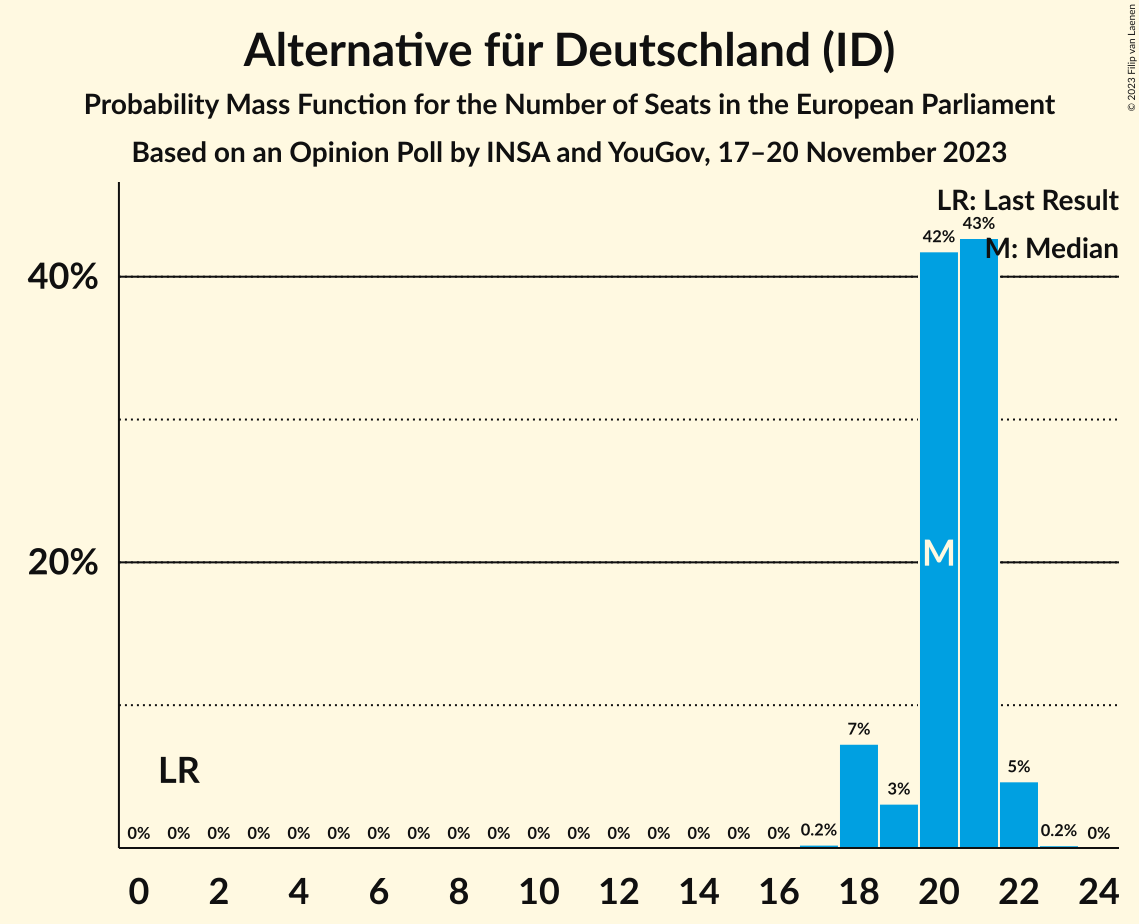 Alternative für Deutschland (ID)
Probability Mass Function for the Number of Seats in the European Parliament
Based on an Opinion Poll by INSA and YouGov, 17–20 November 2023
© 2023 Filip van Laenen
LR: Last Result
M: Median
40%
20%
42%
43%
M
LR
0% 0% 0% 0% 0% 0% 0% 0% 0% 0% 0% 0% 0% 0% 0% 0% 0% 0.2% 7% 3% 5% 0.2% 0%
0 2 4 6 8 10 12 14 16 18 20 22 24